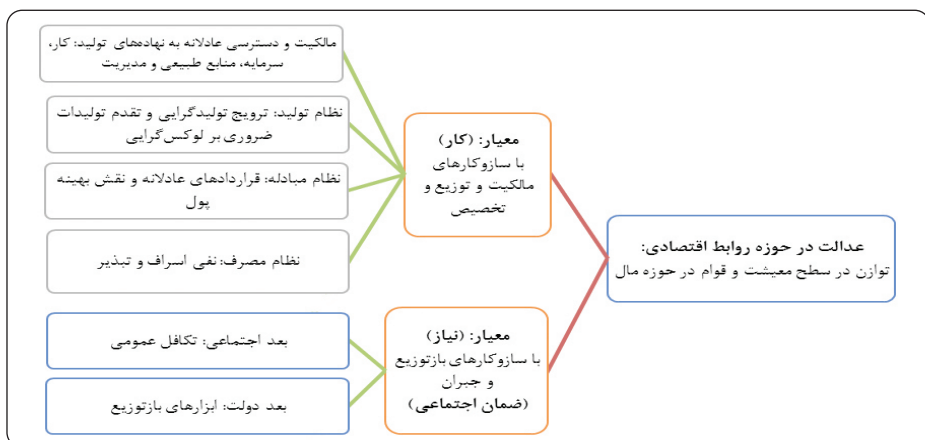 عدالت در حوزه روابط اقتصادی:
توازن در سطح معیشت و قوام در حوزه مال
معیار: (کار)
با سازوکارهای
مالکیت و توزیع و
تخصیص
مالکیت و دسترسی عادلانه به نهاده‌های تولید: کار،
سرمایه، منابع طبیعی و مدیریت
نظام تولید: ترویج تولیدگرایی و تقدم تولیدات
ضروری بر لوکس‌گرایی
نظام مبادله: قراردادهای عادلانه و نقش بهینه
پول
نظام مصرف: نفی اسراف و تبذیر
معیار: (نیاز)
با سازوکارهای بازتوزیع
و جبران
(ضمان اجتماعی)
بعد اجتماعی: تکافل عمومی
بعد دولت: ابزارهای بازتوزیع